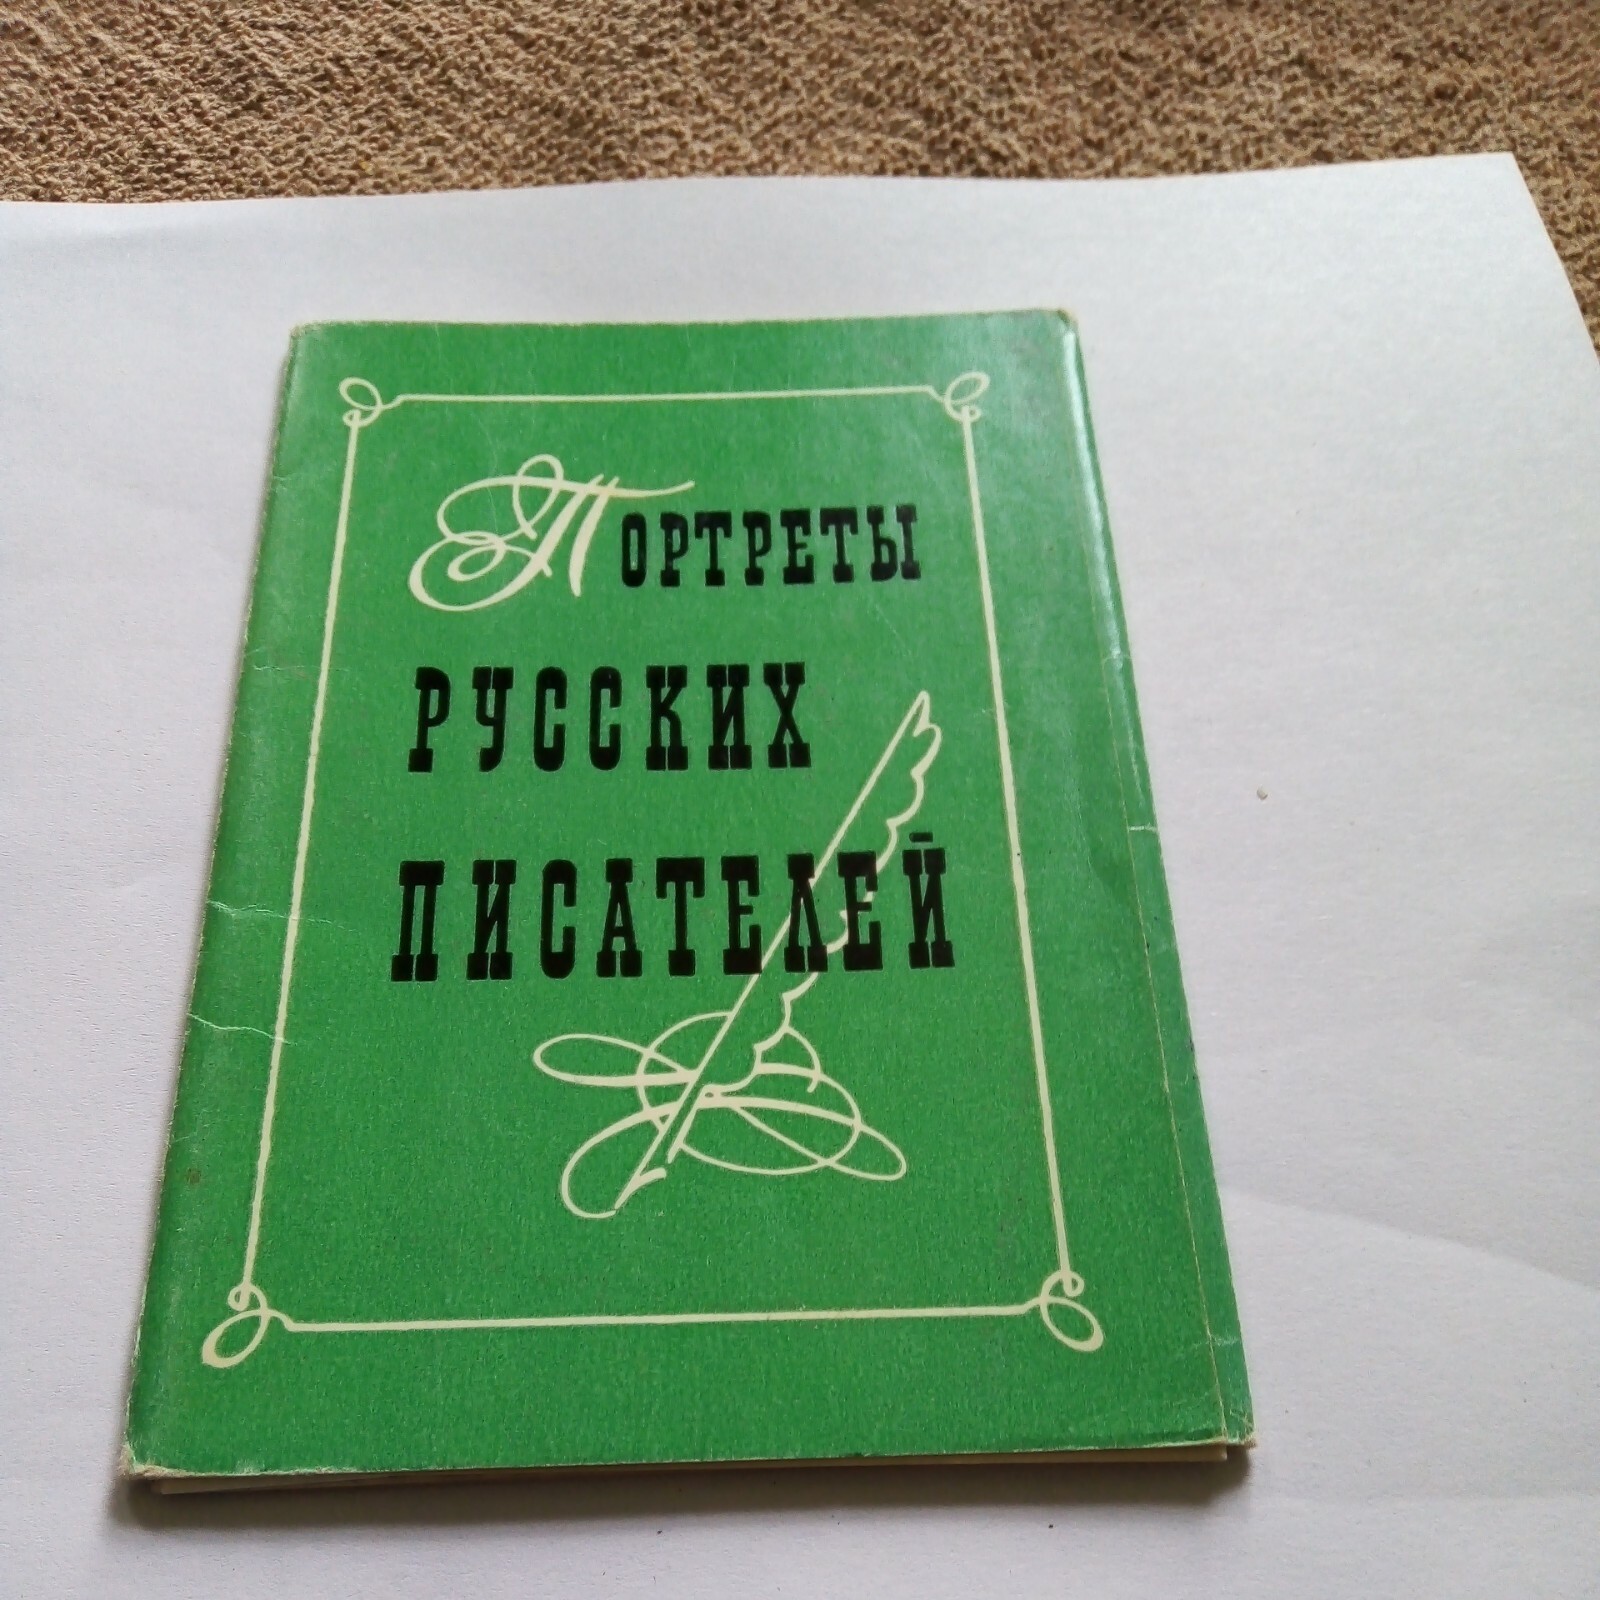 Портреты
русских
писателей